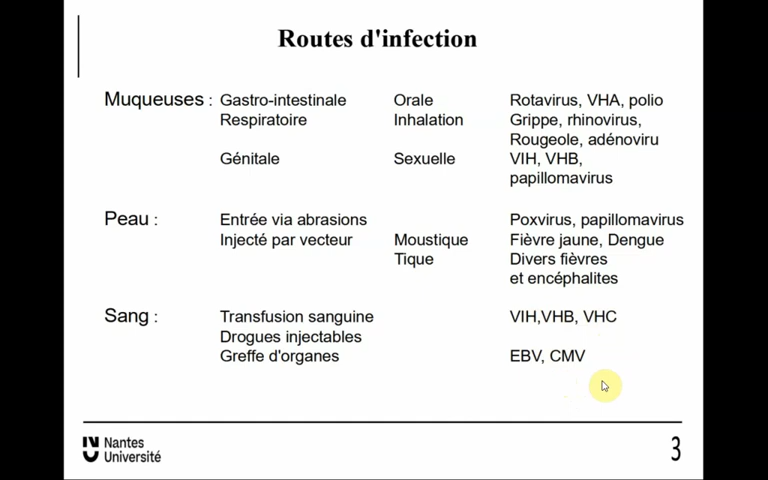 Routes d'infection
Muqueuses : Gastro-intestinale Orale Rotavirus, VHA, polio
Respiratoire Inhalation Grippe, rhinovirus,
Rougeole, adénoviru
Génitale Sexuelle VIH, VHB,
papillomavirus
Peau : Entrée via abrasions Poxvirus, papillomavirus
Injecté par vecteur Moustique Fièvre jaune, Dengue
Tique Divers fièvres
et encéphalites
Sang : Transfusion sanguine VIH,VHB, VHC
Drogues injectables
Greffe d'organes EBV, CMV
Nantes
Université
3